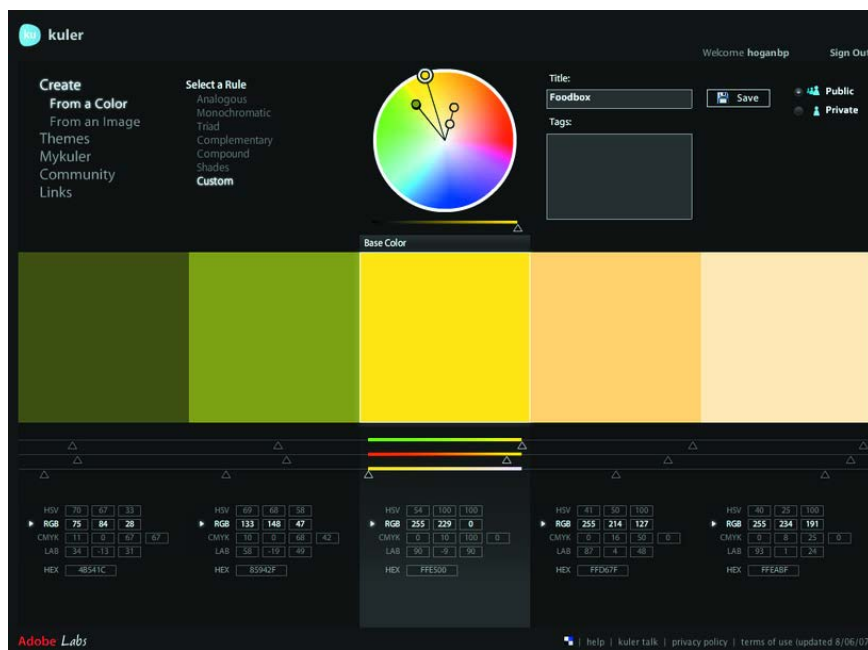 ku kuler
Welcome hoganbp Sign Out
Create
From a Color
From an Image
Themes
Mykuler
Community
Links
Select a Rule
Analogous
Monochromatic
Triad
Complementary
Compound
Shades
Custom
Title:
Foodbox
Save
Public
Private
Tags:
Base Color
HSV 70 67 33
RGB 75 84 28
CMYK 11 0 67 67
LAB 34 -13 31
HEX 4B541C
HSV 69 68 58
RGB 133 148 47
CMYK 10 0 68 42
LAB 58 -19 49
HEX 85942F
HSV 54 100 100
RGB 255 229 0
CMYK 0 10 100 0
LAB 90 -9 90
HEX FFE500
HSV 41 50 100
RGB 255 214 127
CMYK 0 16 50 0
LAB 87 4 48
HEX FFD67F
HSV 40 25 100
RGB 255 234 191
CMYK 0 8 25 0
LAB 93 1 24
HEX FFEABF
Adobe Labs
| help | kuler talk | privacy policy | terms of use (updated 8/06/07